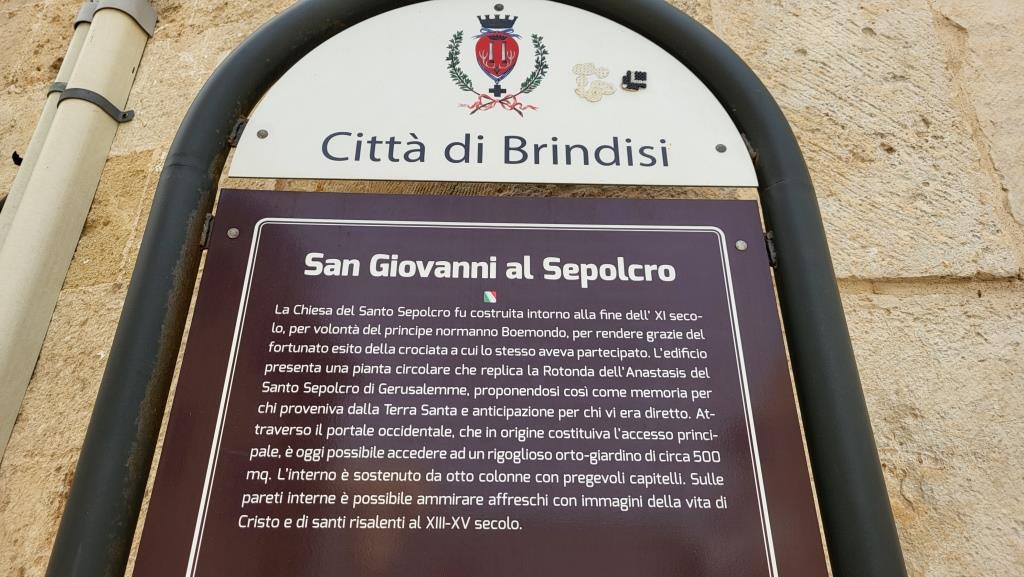 Città di Brindisi
San Giovanni al Sepolcro
La Chiesa del Santo Sepolcro fu costruita intorno alla fine dell' XI seco-
lo, per volontà del principe normanno Boemondo, per rendere grazie del
fortunato esito della crociata a cui lo stesso aveva partecipato. L'edificio
presenta una pianta circolare che replica la Rotonda dell'Anastasis del
Santo Sepolcro di Gerusalemme, proponendosi così come memoria per
chi proveniva dalla Terra Santa e anticipazione per chi vi era diretto. At-
traverso il portale occidentale, che in origine costituiva l'accesso princi-
pale, è oggi possibile accedere ad un rigoglioso orto-giardino di circa 500
mq. L'interno è sostenuto da otto colonne con pregevoli capitelli. Sulle
pareti interne è possibile ammirare affreschi con immagini della vita di
Cristo e di santi risalenti al XIII-XV secolo.